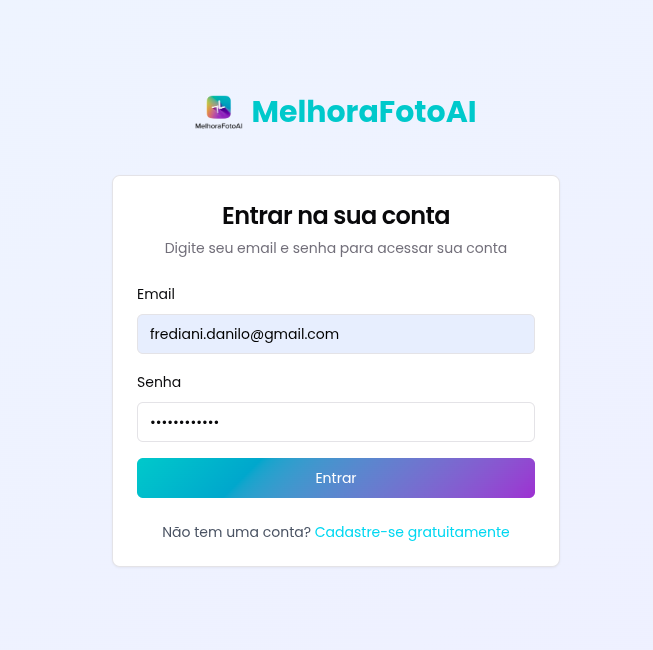 MelhoraFotoAI
MelhoraFotoAI
Entrar na sua conta
Digite seu email e senha para acessar sua conta
Email
frediani.danilo@gmail.com
Senha
••••••••••••
Entrar
Não tem uma conta? Cadastre-se gratuitamente